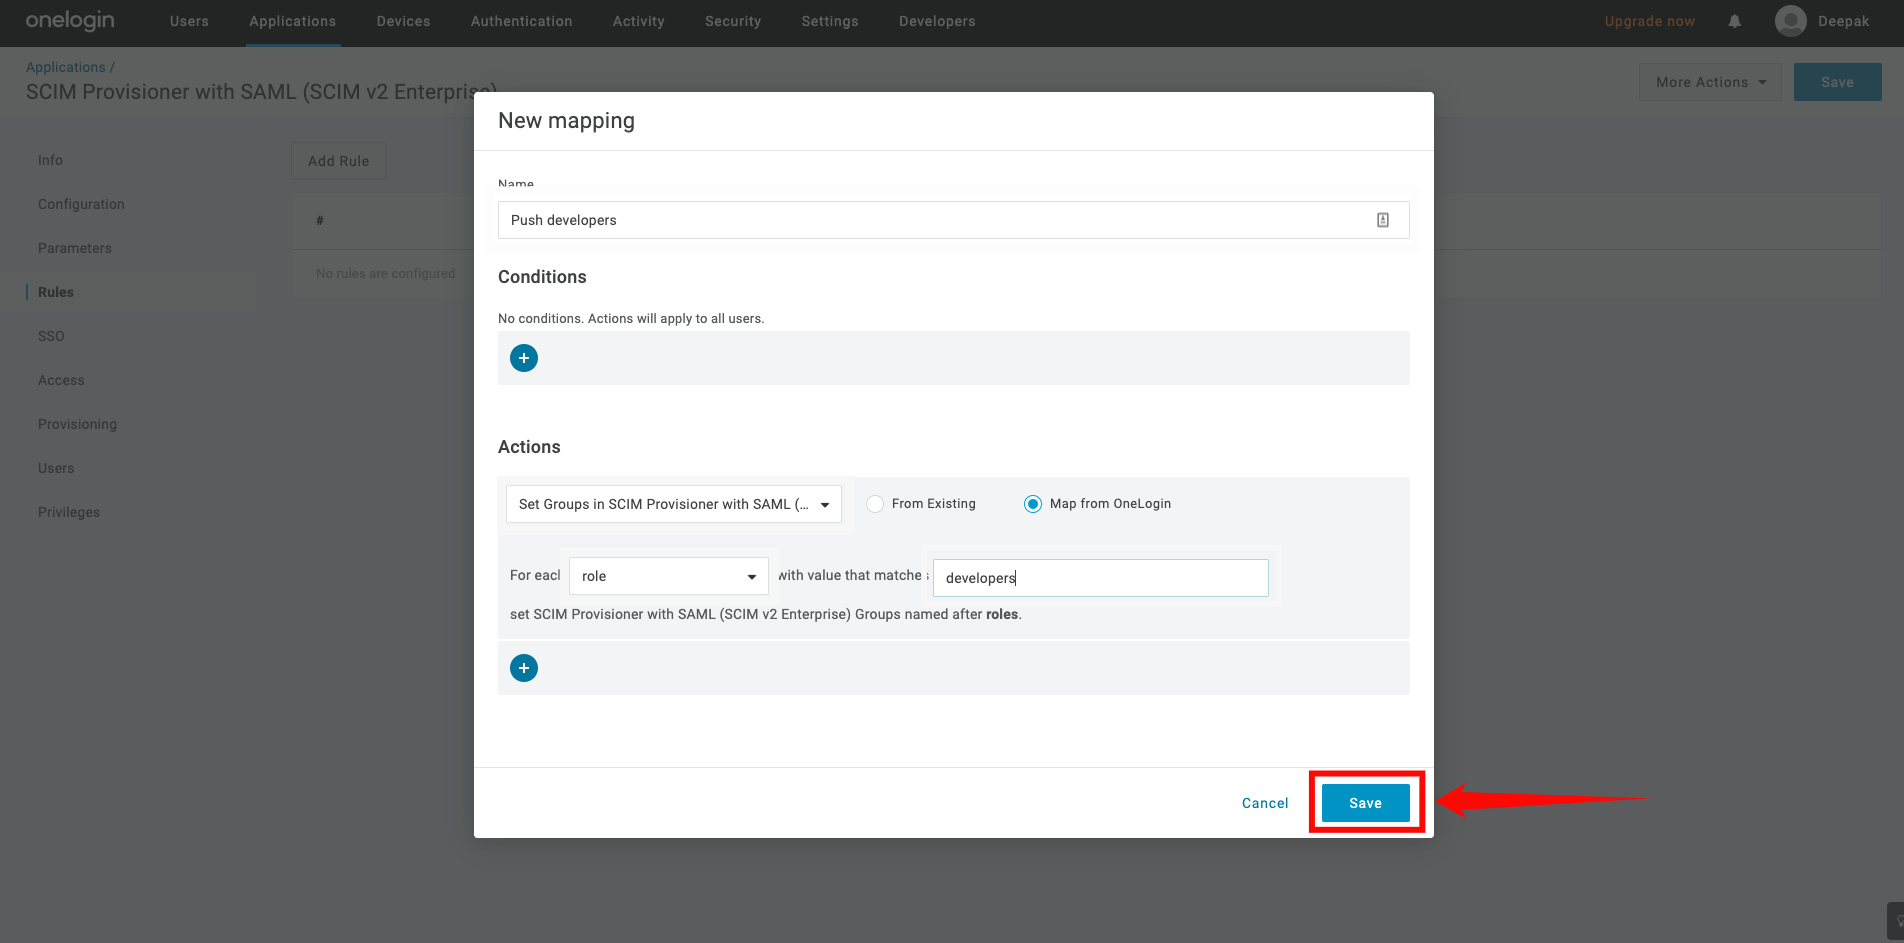 onelogin Users Applications Devices Authentication Activity Security Settings Developers Upgrade now Deepak
Applications /
SCIM Provisioner with SAML (SCIM v2 Enterprise)
More Actions Save
Info
Configuration
Parameters
Rules
SSO
Access
Provisioning
Users
Privileges
Add Rule
#
No rules are configured
New mapping
Name
Push developers
Conditions
No conditions. Actions will apply to all users.
Actions
Set Groups in SCIM Provisioner with SAML (... From Existing Map from OneLogin
For each role with value that matches developers
set SCIM Provisioner with SAML (SCIM v2 Enterprise) Groups named after roles.
Cancel Save